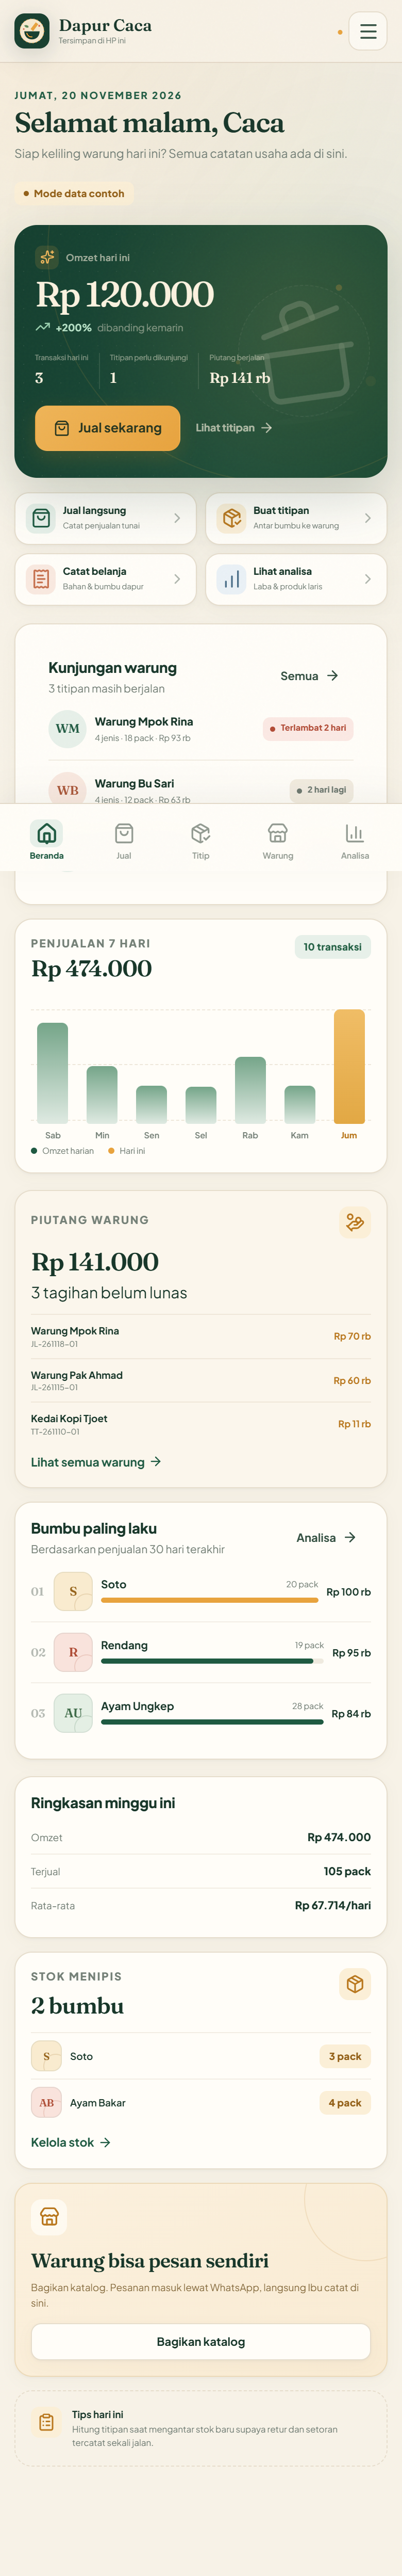 Dapur Caca
Tersimpan di HP ini
JUMAT, 20 NOVEMBER 2026
Selamat malam, Caca
Siap keliling warung hari ini? Semua catatan usaha ada di sini.
Mode data contoh
Omzet hari ini
Rp 120.000
+200% dibanding kemarin
Transaksi hari ini
3
Titipan perlu dikunjungi
1
Piutang berjalan
Rp 141 rb
Jual sekarang
Lihat titipan
Jual langsung
Catat penjualan tunai
Buat titipan
Antar bumbu ke warung
Catat belanja
Bahan & bumbu dapur
Lihat analisa
Laba & produk laris
Kunjungan warung
3 titipan masih berjalan
Semua
WM
Warung Mpok Rina
4 jenis · 18 pack · Rp 93 rb
Terlambat 2 hari
WB
Warung Bu Sari
4 jenis · 12 pack · Rp 63 rb
2 hari lagi
Beranda
Jual
Titip
Warung
Analisa
PENJUALAN 7 HARI
Rp 474.000
10 transaksi
Sab Min Sen Sel Rab Kam Jum
Omzet harian Hari ini
PIUTANG WARUNG
Rp 141.000
3 tagihan belum lunas
Warung Mpok Rina
JL-261118-01
Rp 70 rb
Warung Pak Ahmad
JL-261115-01
Rp 60 rb
Kedai Kopi Tjoet
TT-261110-01
Rp 11 rb
Lihat semua warung
Bumbu paling laku
Berdasarkan penjualan 30 hari terakhir
Analisa
01 S Soto 20 pack Rp 100 rb
02 R Rendang 19 pack Rp 95 rb
03 AU Ayam Ungkep 28 pack Rp 84 rb
Ringkasan minggu ini
Omzet Rp 474.000
Terjual 105 pack
Rata-rata Rp 67.714/hari
STOK MENIPIS
2 bumbu
S Soto 3 pack
AB Ayam Bakar 4 pack
Kelola stok
Warung bisa pesan sendiri
Bagikan katalog. Pesanan masuk lewat WhatsApp, langsung Ibu catat di
sini.
Bagikan katalog
Tips hari ini
Hitung titipan saat mengantar stok baru supaya retur dan setoran
tercatat sekali jalan.